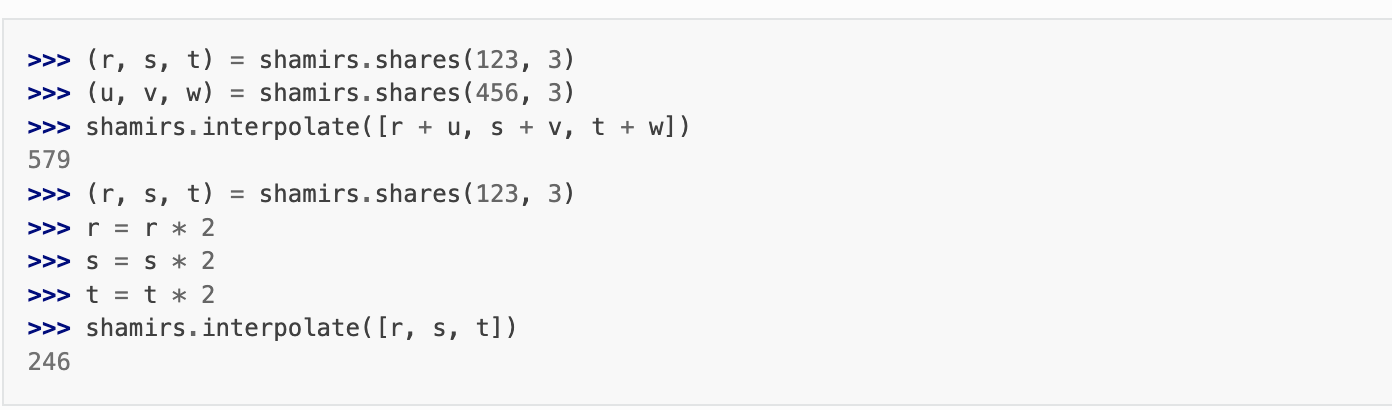 >>> (r, s, t) = shamirs.shares(123, 3)
>>> (u, v, w) = shamirs.shares(456, 3)
>>> shamirs.interpolate([r + u, s + v, t + w])
579
>>> (r, s, t) = shamirs.shares(123, 3)
>>> r = r * 2
>>> s = s * 2
>>> t = t * 2
>>> shamirs.interpolate([r, s, t])
246